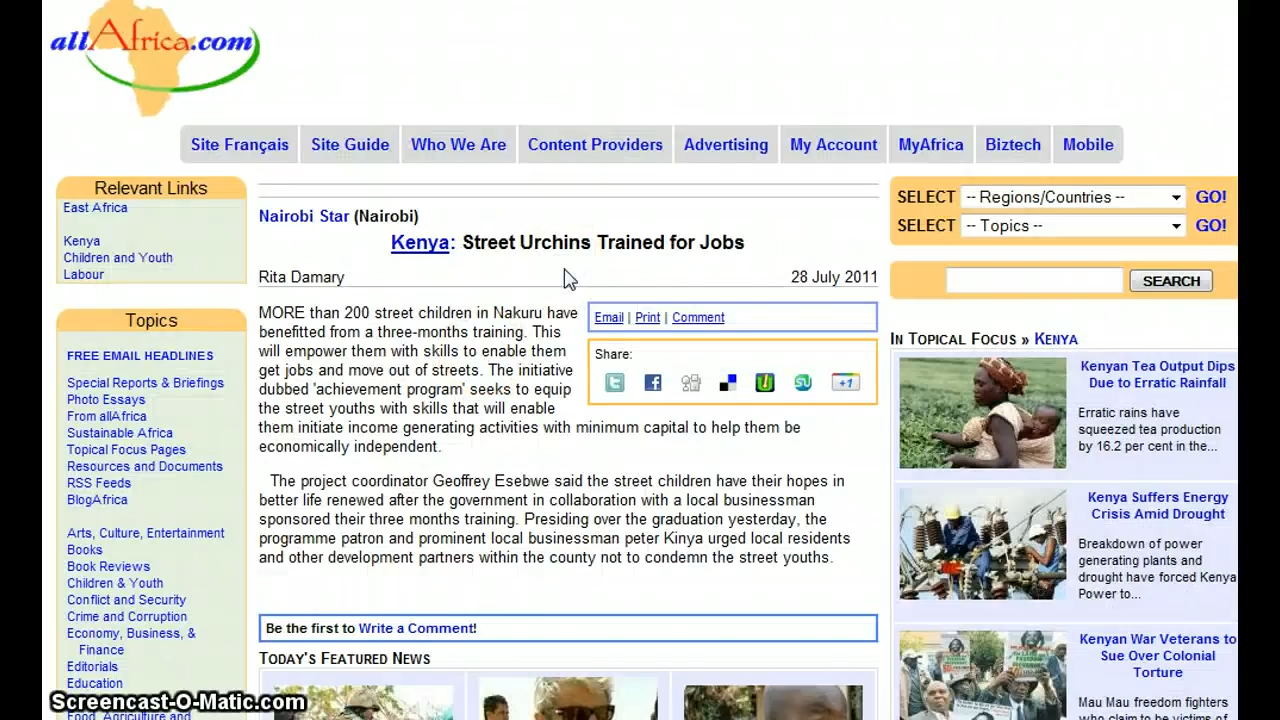 allAfrica.com
Site Français
Site Guide
Who We Are
Content Providers
Advertising
My Account
MyAfrica
Biztech
Mobile
Relevant Links
East Africa
Kenya
Children and Youth
Labour
Topics
FREE EMAIL HEADLINES
Special Reports & Briefings
Photo Essays
From allAfrica
Sustainable Africa
Topical Focus Pages
Resources and Documents
RSS Feeds
BlogAfrica
Arts, Culture, Entertainment
Books
Book Reviews
Children & Youth
Conflict and Security
Crime and Corruption
Economy, Business, &
Finance
Editorials
Education
Food, Agriculture and
Nairobi Star (Nairobi)
Kenya: Street Urchins Trained for Jobs
Rita Damary 28 July 2011
MORE than 200 street children in Nakuru have
benefitted from a three-months training. This
will empower them with skills to enable them
get jobs and move out of streets. The initiative
dubbed 'achievement program' seeks to equip
the street youths with skills that will enable
them initiate income generating activities with minimum capital to help them be
economically independent.
Email | Print | Comment
Share:
+1
The project coordinator Geoffrey Esebwe said the street children have their hopes in
better life renewed after the government in collaboration with a local businessman
sponsored their three months training. Presiding over the graduation yesterday, the
programme patron and prominent local businessman peter Kinya urged local residents
and other development partners within the county not to condemn the street youths.
Be the first to Write a Comment!
TODAY'S FEATURED NEWS
SELECT -- Regions/Countries -- GO!
SELECT -- Topics -- GO!
SEARCH
IN TOPICAL FOCUS » KENYA
Kenyan Tea Output Dips
Due to Erratic Rainfall
Erratic rains have
squeezed tea production
by 16.2 per cent in the...
Kenya Suffers Energy
Crisis Amid Drought
Breakdown of power
generating plants and
drought have forced Kenya
Power to...
Kenyan War Veterans to
Sue Over Colonial
Torture
Mau Mau freedom fighters
who claim to be victims of
Screencast-O-Matic.com